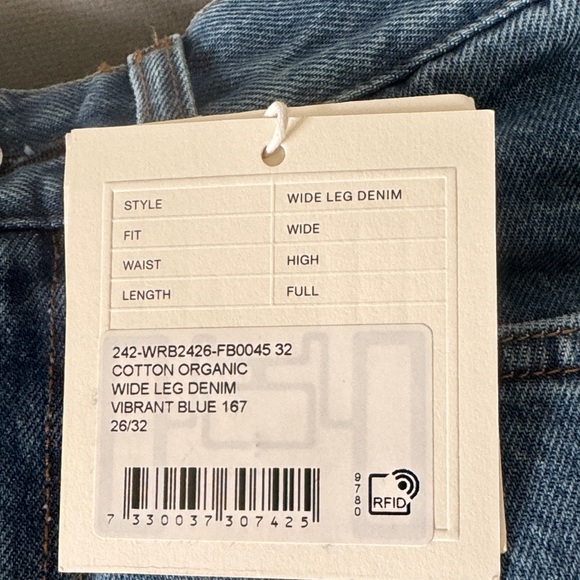 STYLE WIDE LEG DENIM
FIT WIDE
WAIST HIGH
LENGTH FULL
242-WRB2426-FB0045 32
COTTON ORGANIC
WIDE LEG DENIM
VIBRANT BLUE 167
26/32
7 330037 307425
9780
RFID